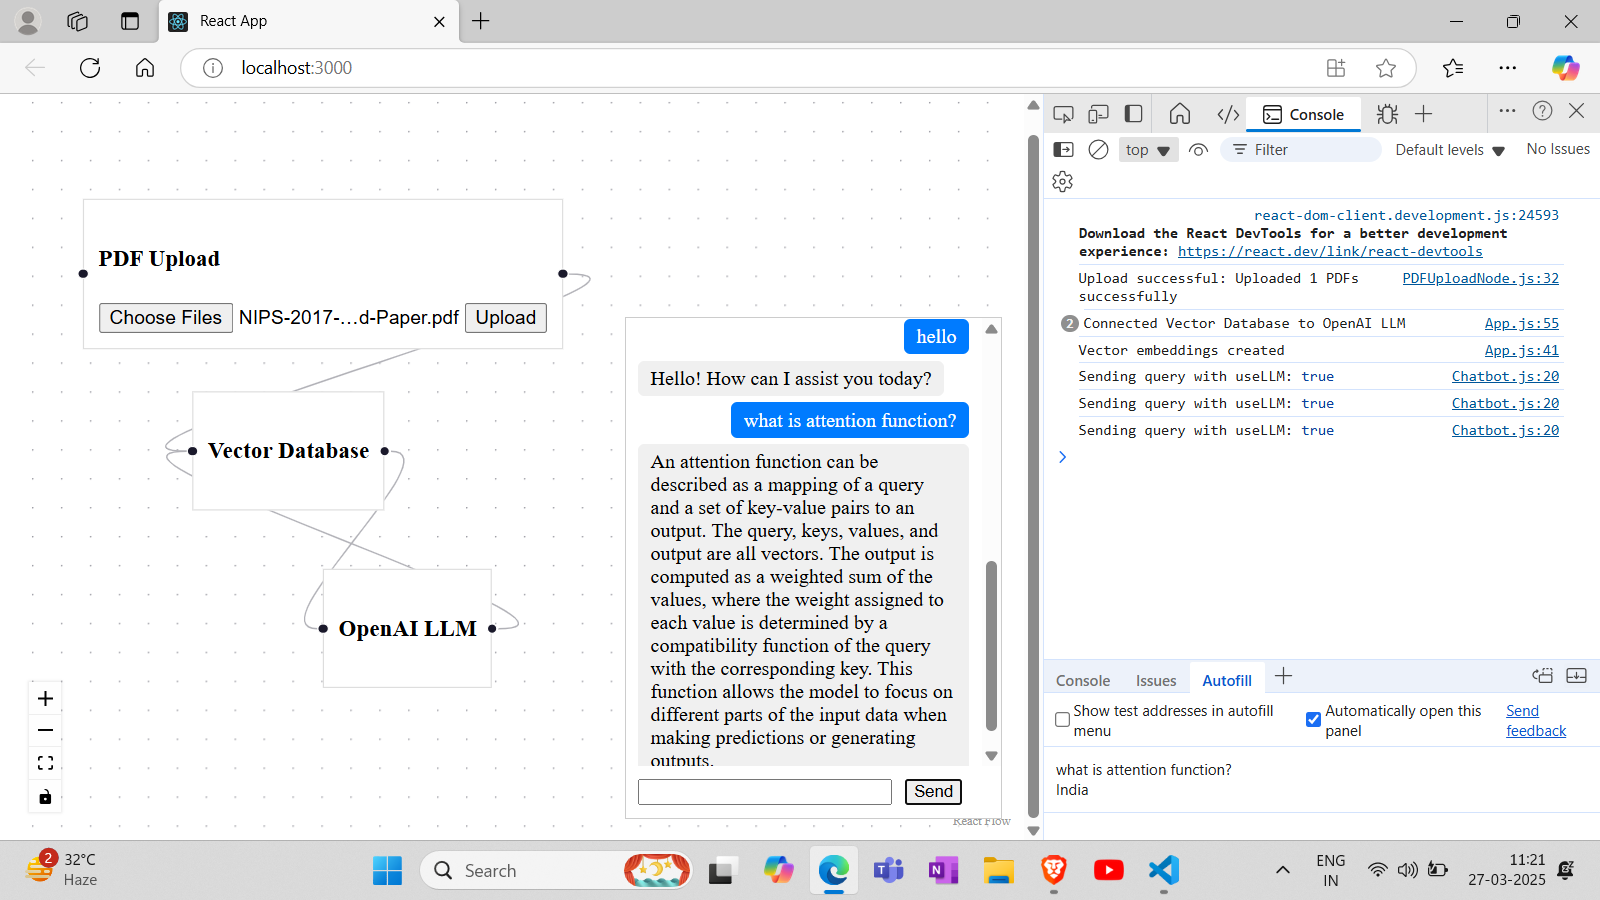 React App
localhost:3000
PDF Upload
Choose Files NIPS-2017-...d-Paper.pdf Upload
Vector Database
OpenAI LLM
hello
Hello! How can I assist you today?
what is attention function?
An attention function can be
described as a mapping of a query
and a set of key-value pairs to an
output. The query, keys, values, and
output are all vectors. The output is
computed as a weighted sum of the
values, where the weight assigned to
each value is determined by a
compatibility function of the query
with the corresponding key. This
function allows the model to focus on
different parts of the input data when
making predictions or generating
outputs.
Send
React Flow
Console
top
Filter
Default levels
No Issues
react-dom-client.development.js:24593
Download the React DevTools for a better development
experience: https://react.dev/link/react-devtools
Upload successful: Uploaded 1 PDFs PDFUploadNode.js:32
successfully
2 Connected Vector Database to OpenAI LLM App.js:55
Vector embeddings created App.js:41
Sending query with useLLM: true Chatbot.js:20
Sending query with useLLM: true Chatbot.js:20
Sending query with useLLM: true Chatbot.js:20
Console Issues Autofill
Show test addresses in autofill
menu
Automatically open this
panel
Send
feedback
what is attention function?
India
2
32°C
Haze
Search
ENG
IN
11:21
27-03-2025